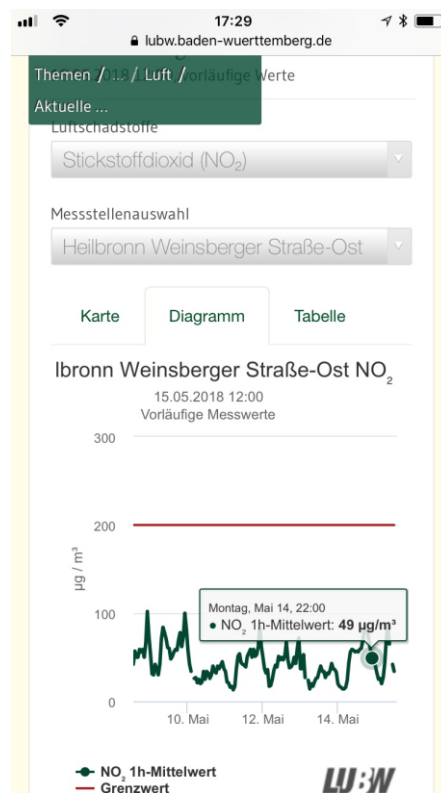 17:29
lubw.baden-wuerttemberg.de
Themen / ... / Luft /
Aktuelle ...
Werte
Luftschadstoffe
Stickstoffdioxid (NO₂)
Messstellenauswahl
Heilbronn Weinsberger Straße-Ost
Karte Diagramm Tabelle
lbronn Weinsberger Straße-Ost NO₂
15.05.2018 12:00
Vorläufige Messwerte
300
200
µg / m³
Montag, Mai 14, 22:00
● NO₂ 1h-Mittelwert: 49 µg/m³
100
0
10. Mai 12. Mai 14. Mai
NO₂ 1h-Mittelwert
Grenzwert
LUBW